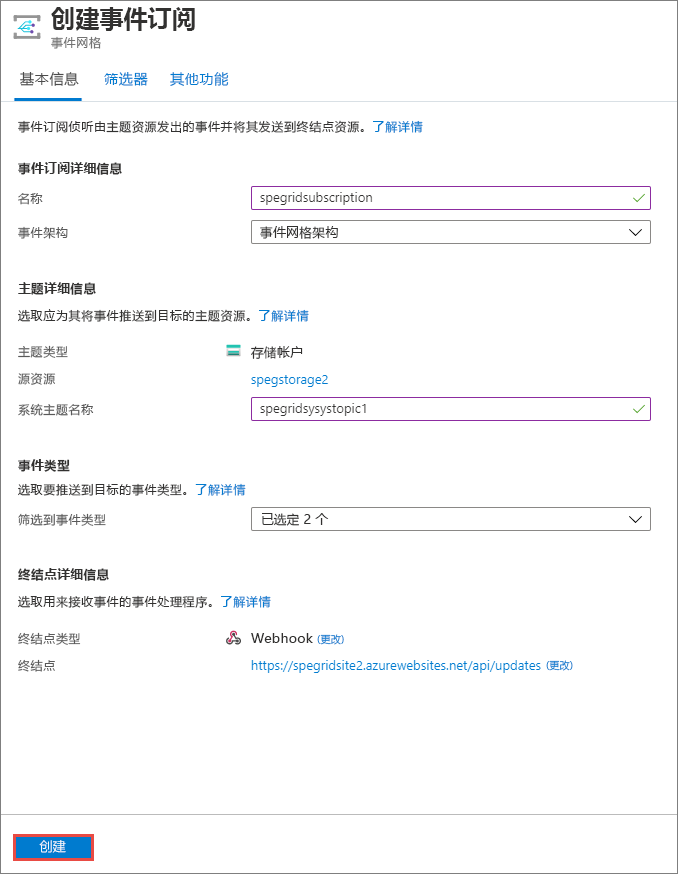 创建事件订阅
事件网格
基本信息 筛选器 其他功能
事件订阅侦听由主题资源发出的事件并将其发送到终结点资源。了解详情
事件订阅详细信息
名称 spegridsubscription
事件架构 事件网格架构
主题详细信息
选取应为其将事件推送到目标的主题资源。了解详情
主题类型 存储帐户
源资源 spegstorage2
系统主题名称 spegridsysystopic1
事件类型
选取要推送到目标的事件类型。了解详情
筛选到事件类型 已选定 2 个
终结点详细信息
选取用来接收事件的事件处理程序。了解详情
终结点类型 Webhook (更改)
终结点 https://spegridsite2.azurewebsites.net/api/updates (更改)
创建